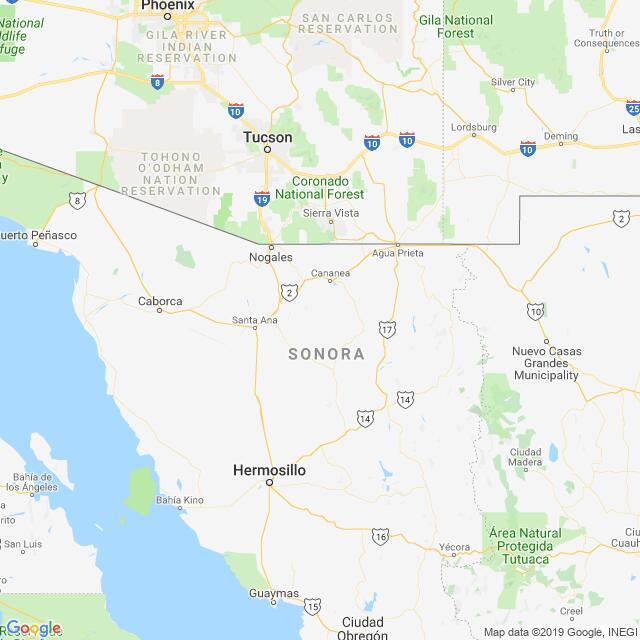 Phoenix
SAN CARLOS
RESERVATION
Gila National
Forest
Truth or
Consequences
National
Wildlife
efuge
GILA RIVER
INDIAN
RESERVATION
8
10
Silver City
25
Las
Tucson
10
10
Lordsburg
10
Deming
TOHONO
O'ODHAM
NATION
RESERVATION
Coronado
National Forest
19
Sierra Vista
8
2
uerto Peñasco
Nogales
Agua Prieta
Cananea
2
Caborca
Santa Ana
17
10
SONORA
Nuevo Casas
Grandes
Municipality
14
14
Ciudad
Madera
Hermosillo
Bahía de
los Ángeles
Bahía Kino
16
Área Natural
Protegida
Tutuaca
rito
San Luis
Yécora
Ciu
Cuauh
Guaymas
15
Ciudad
Obregón
Creel
Google
Map data ©2019 Google, INEGI